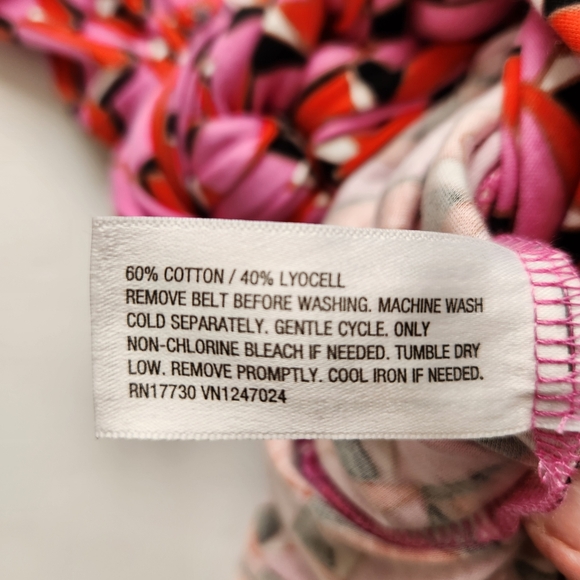 60% COTTON / 40% LYOCELL
REMOVE BELT BEFORE WASHING. MACHINE WASH
COLD SEPARATELY. GENTLE CYCLE. ONLY
NON-CHLORINE BLEACH IF NEEDED. TUMBLE DRY
LOW. REMOVE PROMPTLY. COOL IRON IF NEEDED.
RN17730 VN1247024